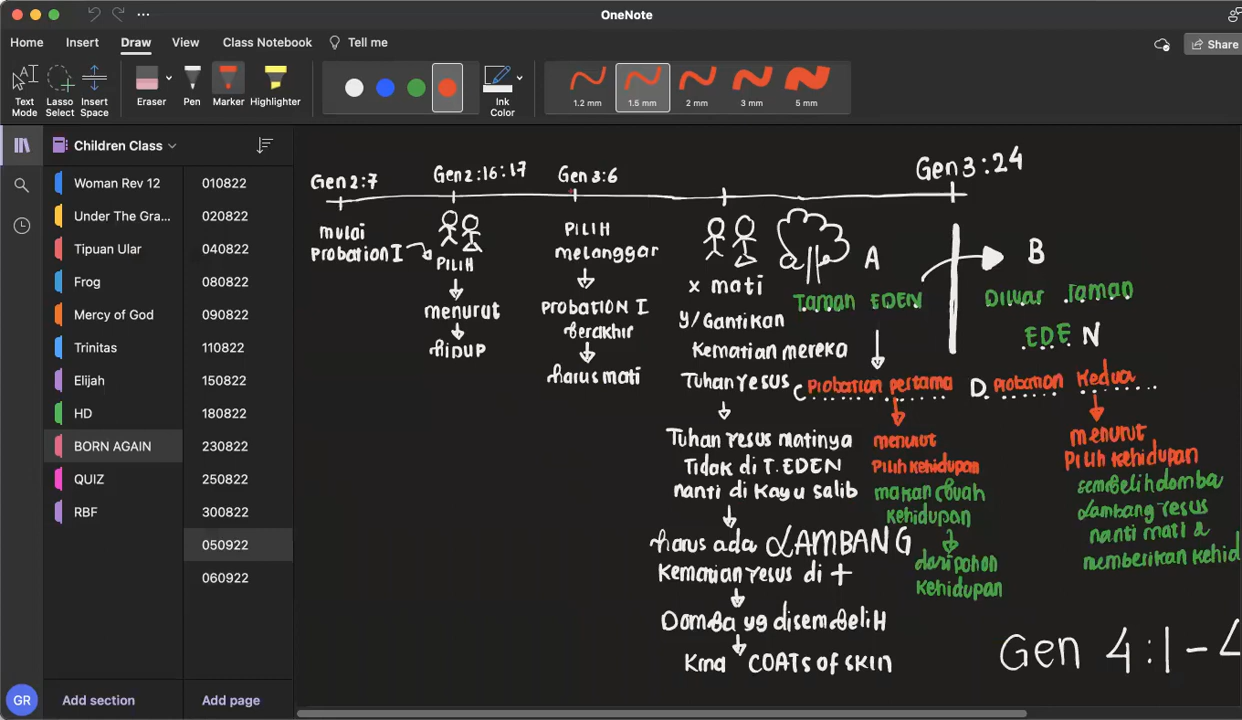 OneNote
Home Insert Draw View Class Notebook Tell me
Share
Text Mode
Lasso Select
Insert Space
Eraser
Pen
Marker
Highlighter
Ink Color
1.2 mm
1.5 mm
2 mm
3 mm
5 mm
Children Class
Woman Rev 12
Under The Gra...
Tipuan Ular
Frog
Mercy of God
Trinitas
Elijah
HD
BORN AGAIN
QUIZ
RBF
010822
020822
040822
080822
090822
110822
150822
180822
230822
250822
300822
050922
060922
GR
Add section
Add page
Gen 2:7
mulai
Probation I
Gen 2:16:17
PILIH
menurut
HIDUP
Gen 3:6
PILIH
melanggar
PROBATION I
Berakhir
Harus mati
x mati
y/Gantikan
Kematian mereka
Tuhan Yesus
Tuhan Yesus matinya
Tidak di T.EDEN
nanti di Kayu salib
Harus ada LAMBANG
Kematian Yesus di +
Domba yg disembeliH
Krna COATs of skin
A
Taman EDEN
C Probation pertama
menurut
Pilih Kehidupan
makan Buah
Kehidupan
dari pohon
Kehidupan
Gen 3:24
B
Diluar Taman
EDEN
D. Probation Kedua
menurut
Pilih Kehidupan
sembelih domba
Lambang Yesus
nanti mati &
memberikan Kehid
Gen 4:1-4